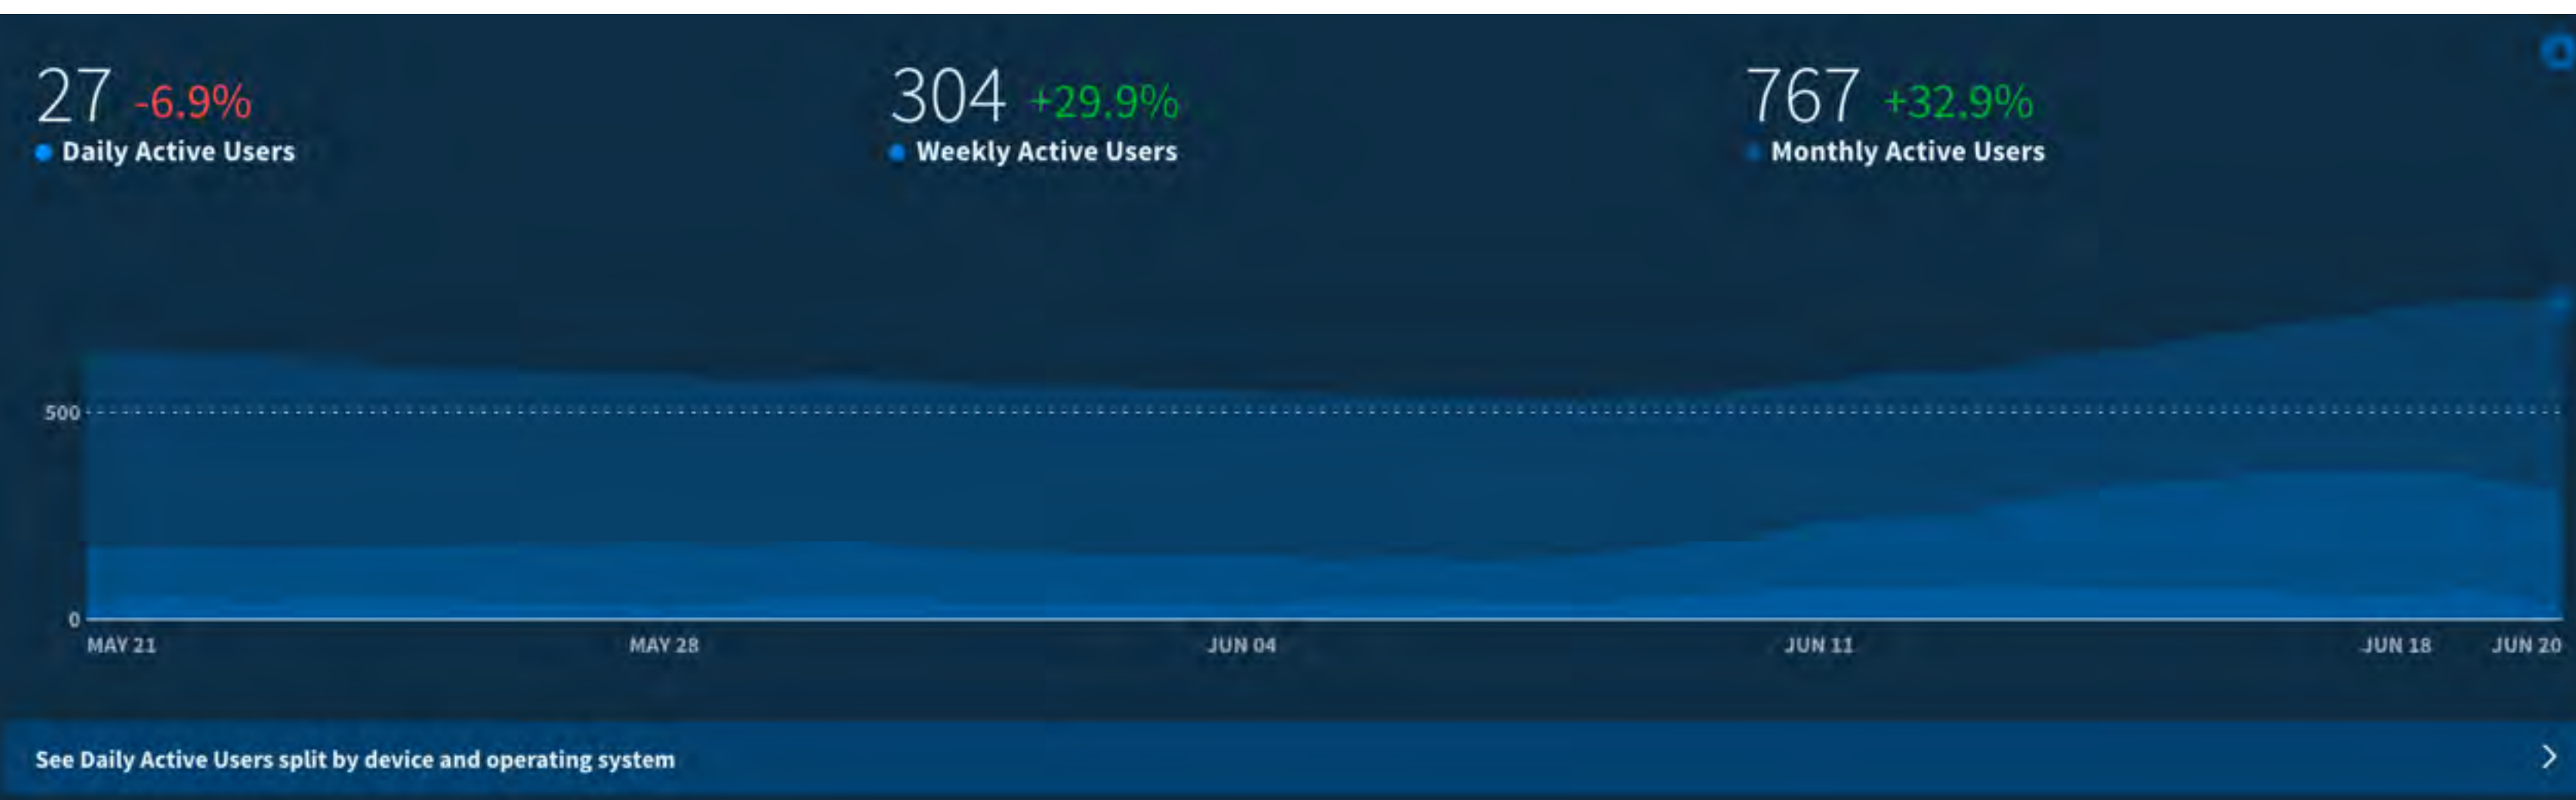 27 -6.9%
Daily Active Users
304 +29.9%
Weekly Active Users
767 +32.9%
Monthly Active Users
500
0
MAY 21 MAY 28 JUN 04 JUN 11 JUN 18 JUN 20
See Daily Active Users split by device and operating system